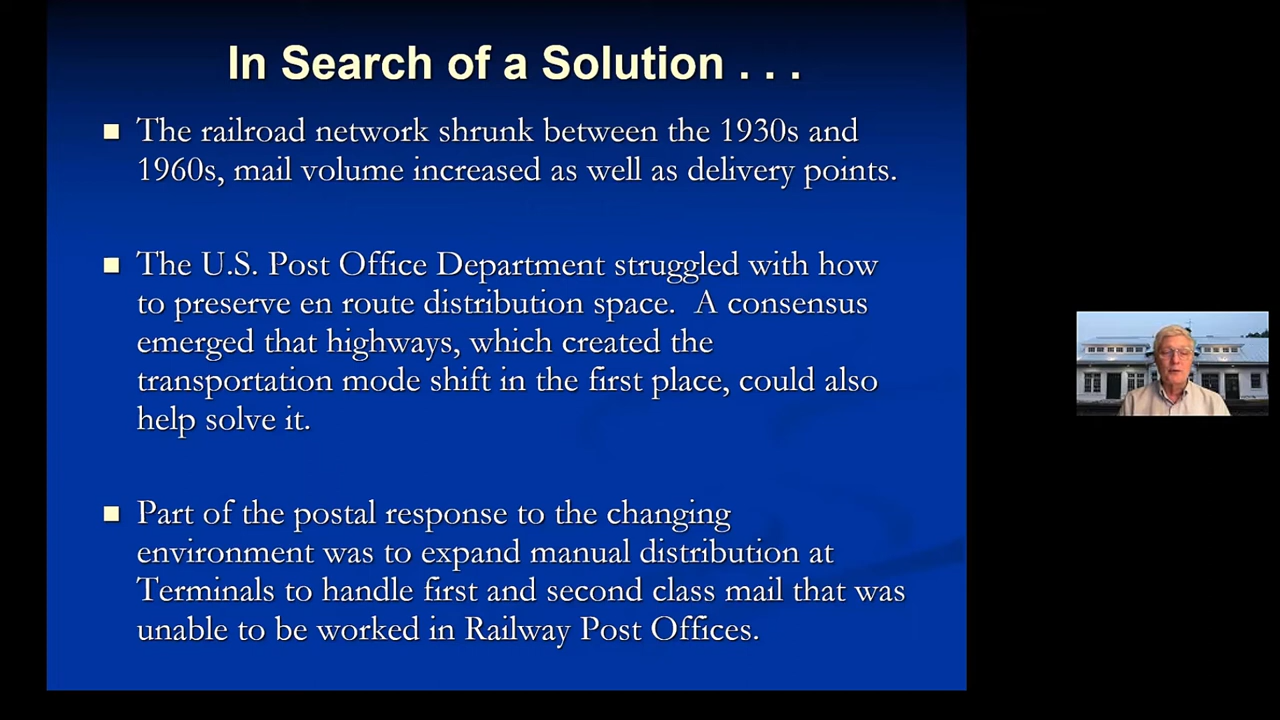 In Search of a Solution . . .
The railroad network shrunk between the 1930s and
1960s, mail volume increased as well as delivery points.
The U.S. Post Office Department struggled with how
to preserve en route distribution space.  A consensus
emerged that highways, which created the
transportation mode shift in the first place, could also
help solve it.
Part of the postal response to the changing
environment was to expand manual distribution at
Terminals to handle first and second class mail that was
unable to be worked in Railway Post Offices.